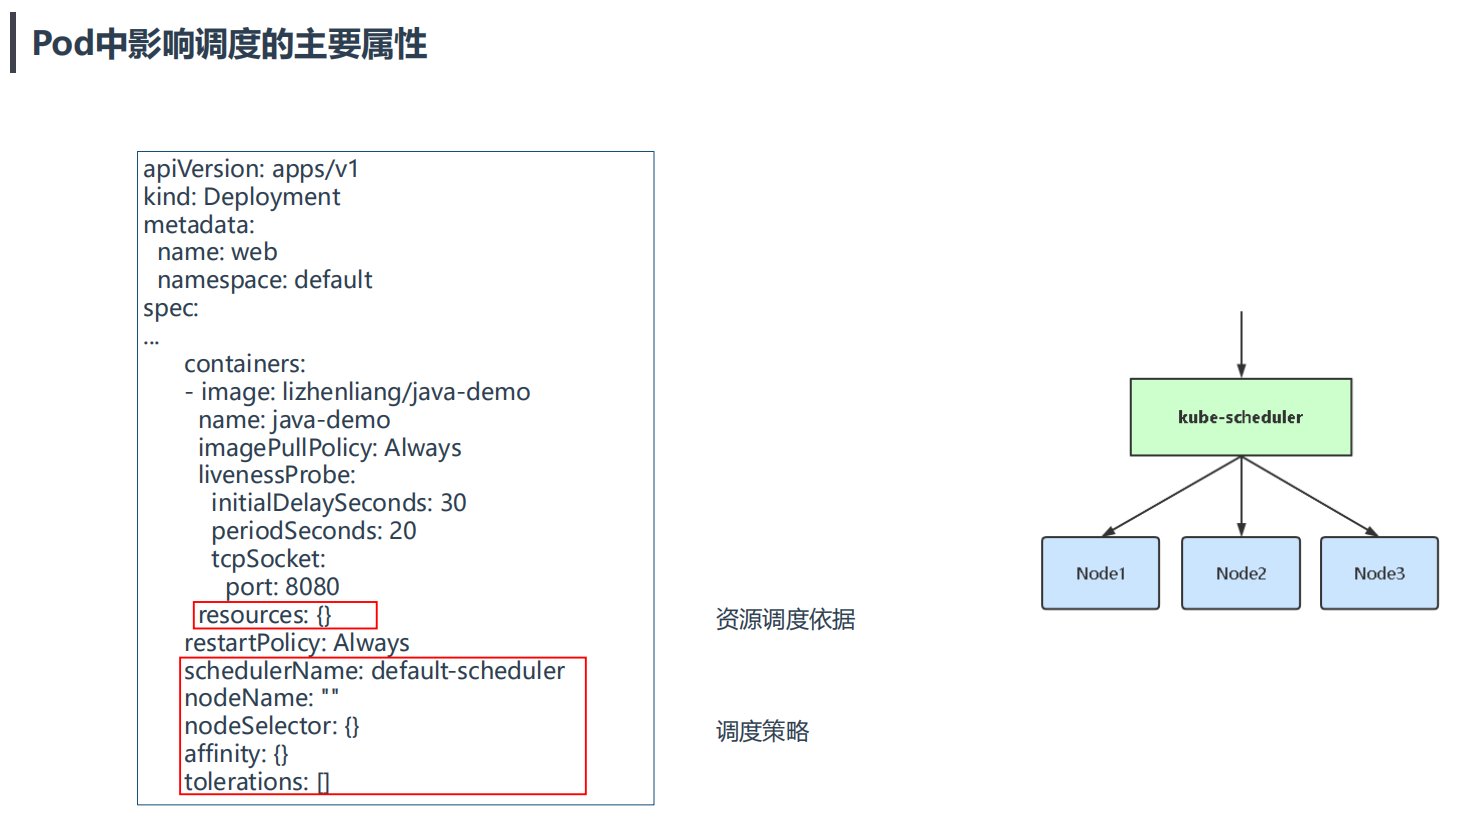 Pod中影响调度的主要属性
apiVersion: apps/v1
kind: Deployment
metadata:
  name: web
  namespace: default
spec:
...
      containers:
      - image: lizhenliang/java-demo
        name: java-demo
        imagePullPolicy: Always
        livenessProbe:
          initialDelaySeconds: 30
          periodSeconds: 20
          tcpSocket:
            port: 8080
        resources: {}
      restartPolicy: Always
      schedulerName: default-scheduler
      nodeName: ""
      nodeSelector: {}
      affinity: {}
      tolerations: []
资源调度依据
调度策略
kube-scheduler
Node1
Node2
Node3